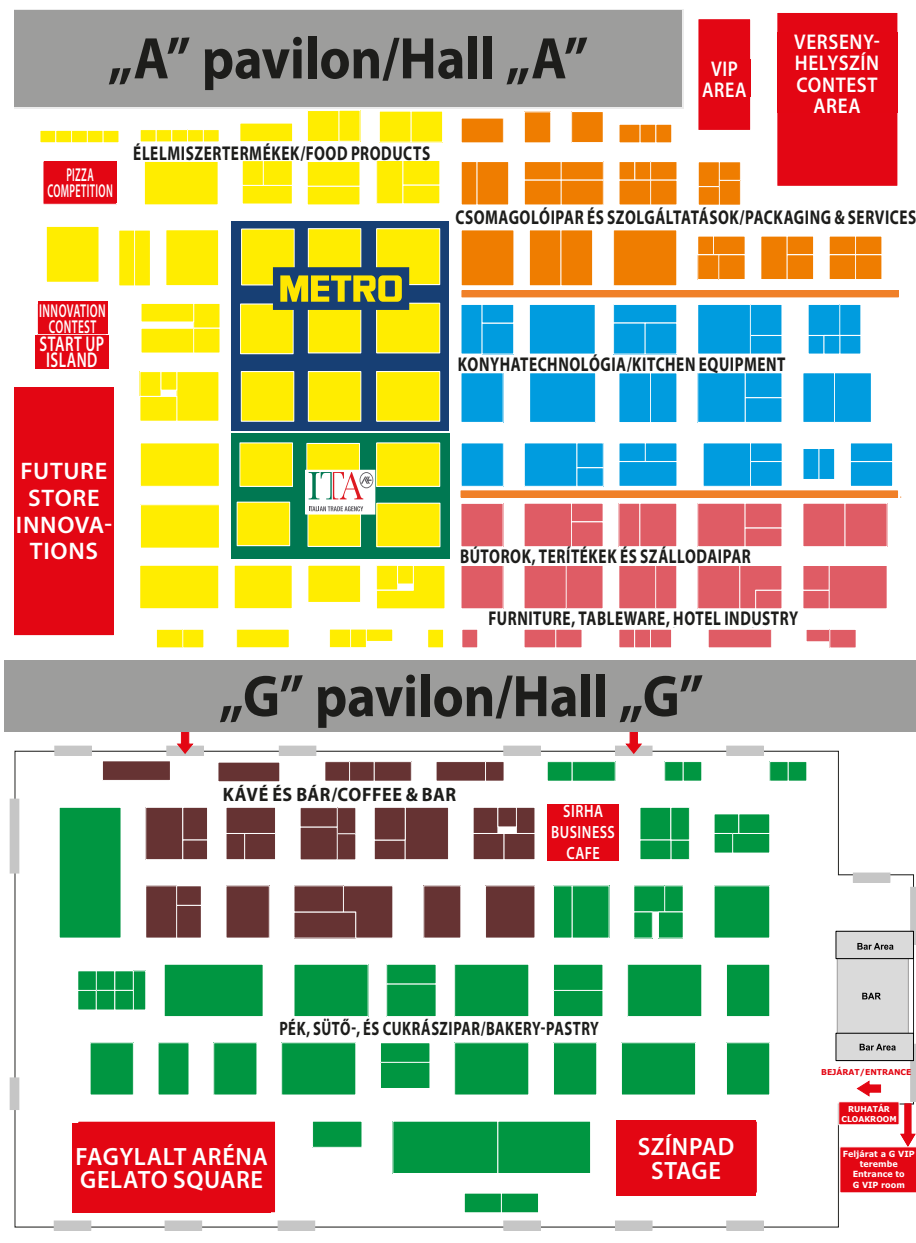 „A” pavilon/Hall „A”
VIP
AREA
VERSENY-
HELYSZÍN
CONTEST
AREA
ÉLELMISZERTERMÉKEK/FOOD PRODUCTS
PIZZA
COMPETITION
CSOMAGOLÓIPAR ÉS SZOLGÁLTATÁSOK/PACKAGING & SERVICES
METRO
INNOVATION
CONTEST
START UP
ISLAND
KONYHATECHNOLÓGIA/KITCHEN EQUIPMENT
FUTURE
STORE
INNOVA-
TIONS
ITA
ITALIAN TRADE AGENCY
BÚTOROK, TERÍTÉKEK ÉS SZÁLLODAIPAR
FURNITURE, TABLEWARE, HOTEL INDUSTRY
„G” pavilon/Hall „G”
KÁVÉ ÉS BÁR/COFFEE & BAR
SIRHA
BUSINESS
CAFE
Bar Area
BAR
Bar Area
PÉK, SÜTŐ-, ÉS CUKRÁSZIPAR/BAKERY-PASTRY
BEJÁRAT/ENTRANCE
RUHATÁR
CLOAKROOM
FAGYLALT ARÉNA
GELATO SQUARE
SZÍNPAD
STAGE
Feljárat a G VIP
terembe
Entrance to
G VIP room